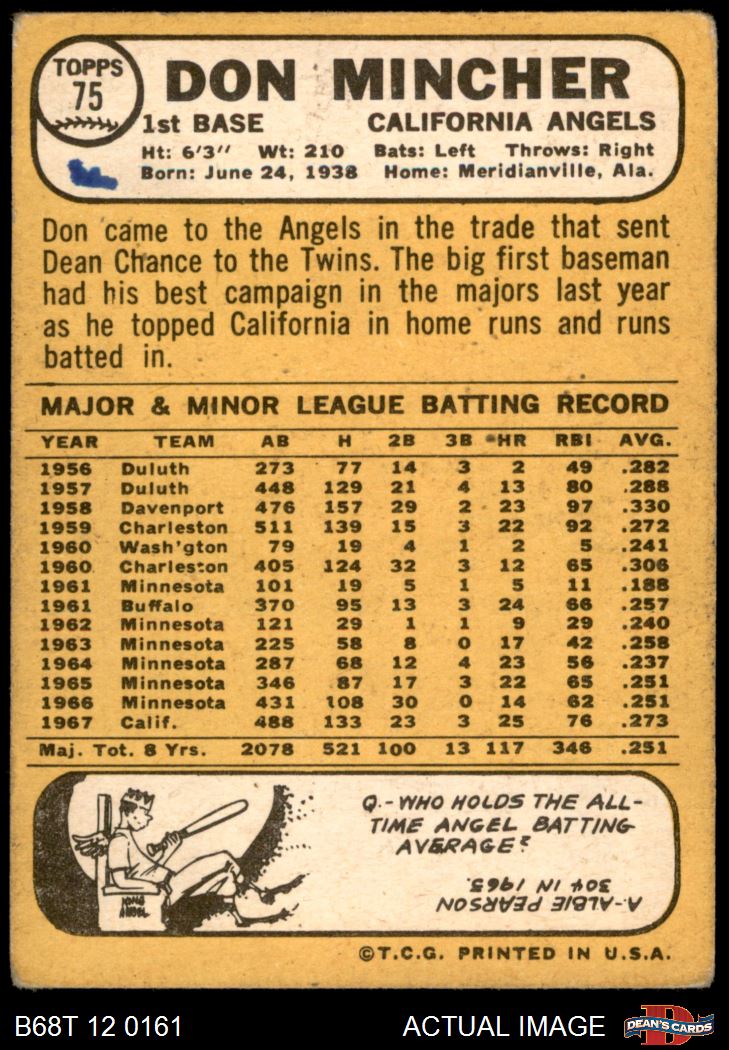 TOPPS
75
DON MINCHER
1st BASE CALIFORNIA ANGELS
Ht: 6'3" Wt: 210 Bats: Left Throws: Right
Born: June 24, 1938 Home: Meridianville, Ala.
Don came to the Angels in the trade that sent
Dean Chance to the Twins. The big first baseman
had his best campaign in the majors last year
as he topped California in home runs and runs
batted in.
MAJOR & MINOR LEAGUE BATTING RECORD
YEAR TEAM AB H 2B 3B HR RBI AVG.
1956 Duluth 273 77 14 3 2 49 .282
1957 Duluth 448 129 21 4 13 80 .288
1958 Davenport 476 157 29 2 23 97 .330
1959 Charleston 511 139 15 3 22 92 .272
1960 Wash'gton 79 19 4 1 2 5 .241
1960 Charleston 405 124 32 3 12 65 .306
1961 Minnesota 101 19 5 1 5 11 .188
1961 Buffalo 370 95 13 3 24 66 .257
1962 Minnesota 121 29 1 1 9 29 .240
1963 Minnesota 225 58 8 0 17 42 .258
1964 Minnesota 287 68 12 4 23 56 .237
1965 Minnesota 346 87 17 3 22 65 .251
1966 Minnesota 431 108 30 0 14 62 .251
1967 Calif. 488 133 23 3 25 76 .273
Maj. Tot. 8 Yrs. 2078 521 100 13 117 346 .251
Q.-WHO HOLDS THE ALL-
TIME ANGEL BATTING
AVERAGE?
A-ALBIE PEARSON
.304 IN 1965.
KING
ANGEL
©T.C.G. PRINTED IN U.S.A.
B68T 12 0161 ACTUAL IMAGE
DEAN'S CARDS